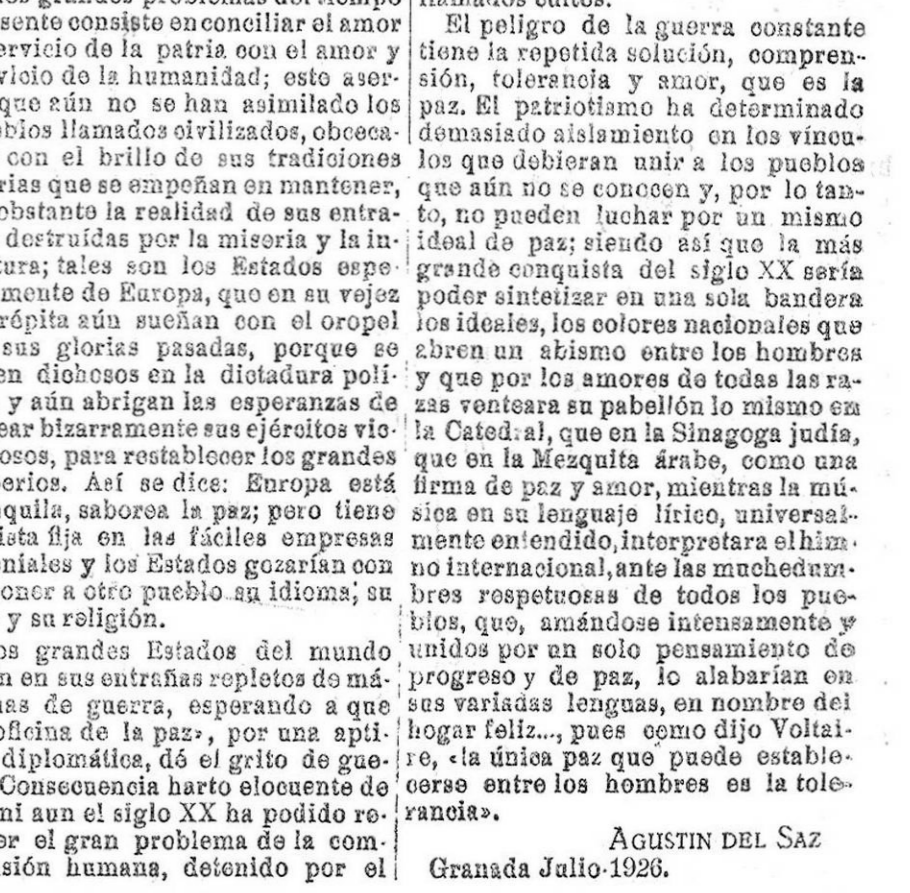 sente consiste en conciliar el amor
servicio de la patria con el amor y
vicio de la humanidad; este aser-
que aún no se han asimilado los
blos llamados civilizados, obceca-
con el brillo de sus tradiciones
rias que se empeñan en mantener,
obstante la realidad de sus entra-
destruídas por la miseria y la in-
tura; tales son los Estados espe-
mente de Europa, que en su vejez
répita aún sueñan con el oropel
sus glorias pasadas, porque se
en dichosos en la dictadura polí-
y aún abrigan las esperanzas de
ear bizarramente sus ejércitos vic-
osos, para restablecer los grandes
perios. Así se dice: Europa está
quila, saborea la paz; pero tiene
ista fija en las fáciles empresas
niales y los Estados gozarían con
oner a otro pueblo su idioma; su
y su religión.
os grandes Estados del mundo
n en sus entrañas repletos de má-
nas de guerra, esperando a que
oficina de la paz», por una apti-
diplomática, dé el grito de gue-
Consecuencia harto elocuente de
ni aun el siglo XX ha podido re-
er el gran problema de la com-
sión humana, detenido por el
llamados cultos.
El peligro de la guerra constante
tiene la repetida solución, compren-
sión, tolerancia y amor, que es la
paz. El patriotismo ha determinado
demasiado aislamiento en los víncu-
los que debieran unir a los pueblos
que aún no se conocen y, por lo tan-
to, no pueden luchar por un mismo
ideal de paz; siendo así que la más
grande conquista del siglo XX sería
poder sintetizar en una sola bandera
los ideales, los colores nacionales que
abren un abismo entre los hombres
y que por los amores de todas las ra-
zas venteara su pabellón lo mismo en
la Catedral, que en la Sinagoga judía,
que en la Mezquita árabe, como una
firma de paz y amor, mientras la mú-
sica en su lenguaje lírico, universal-
mente entendido, interpretara el him-
no internacional, ante las muchedum-
bres respetuosas de todos los pue-
blos, que, amándose intensamente y
unidos por un solo pensamiento de
progreso y de paz, lo alabarían en
sus variadas lenguas, en nombre del
hogar feliz..., pues como dijo Voltai-
re, «la única paz que puede estable-
cerse entre los hombres es la tole-
rancia».
AGUSTIN DEL SAZ
Granada Julio-1926.